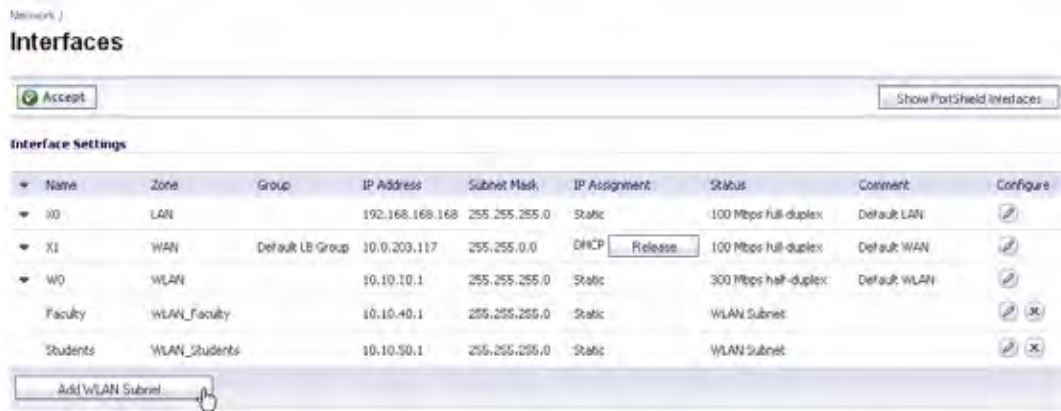 Network /
Interfaces
Accept
Show PortShield Interfaces
Interface Settings
Name Zone Group IP Address Subnet Mask IP Assignment Status Comment Configure
X0 LAN 192.168.168.168 255.255.255.0 Static 100 Mbps full-duplex Default LAN
X1 WAN Default LB Group 10.0.203.117 255.255.0.0 DHCP Release 100 Mbps full-duplex Default WAN
W0 WLAN 10.10.10.1 255.255.255.0 Static 300 Mbps half-duplex Default WLAN
Faculty WLAN_Faculty 10.10.40.1 255.255.255.0 Static WLAN Subnet
Students WLAN_Students 10.10.50.1 255.255.255.0 Static WLAN Subnet
Add WLAN Subnet...